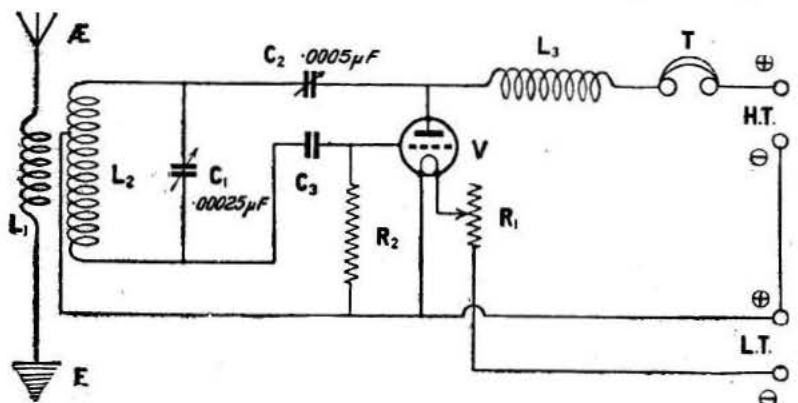 Æ
C₂ .0005µF
L₃
T
⊕
H.T.
⊖
V
L₂
C₁
.00025µF
C₃
L₁
R₂
R₁
⊕
L.T.
⊖
E